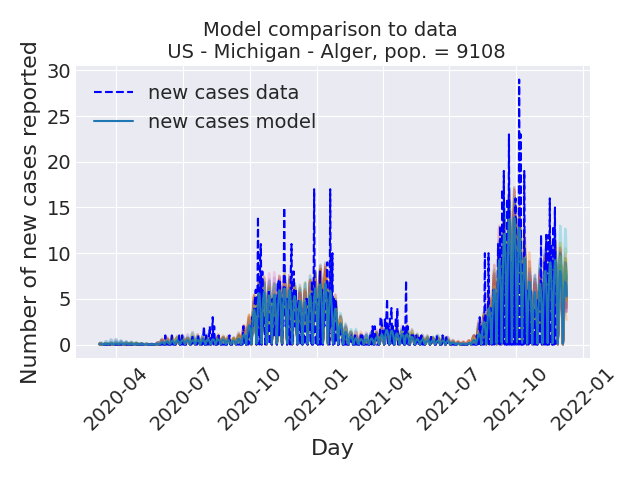 Model comparison to data
US - Michigan - Alger, pop. = 9108
Number of new cases reported
30
25
20
15
10
5
0
new cases data
new cases model
2020-04
2020-07
2020-10
2021-01
2021-04
2021-07
2021-10
2022-01
Day